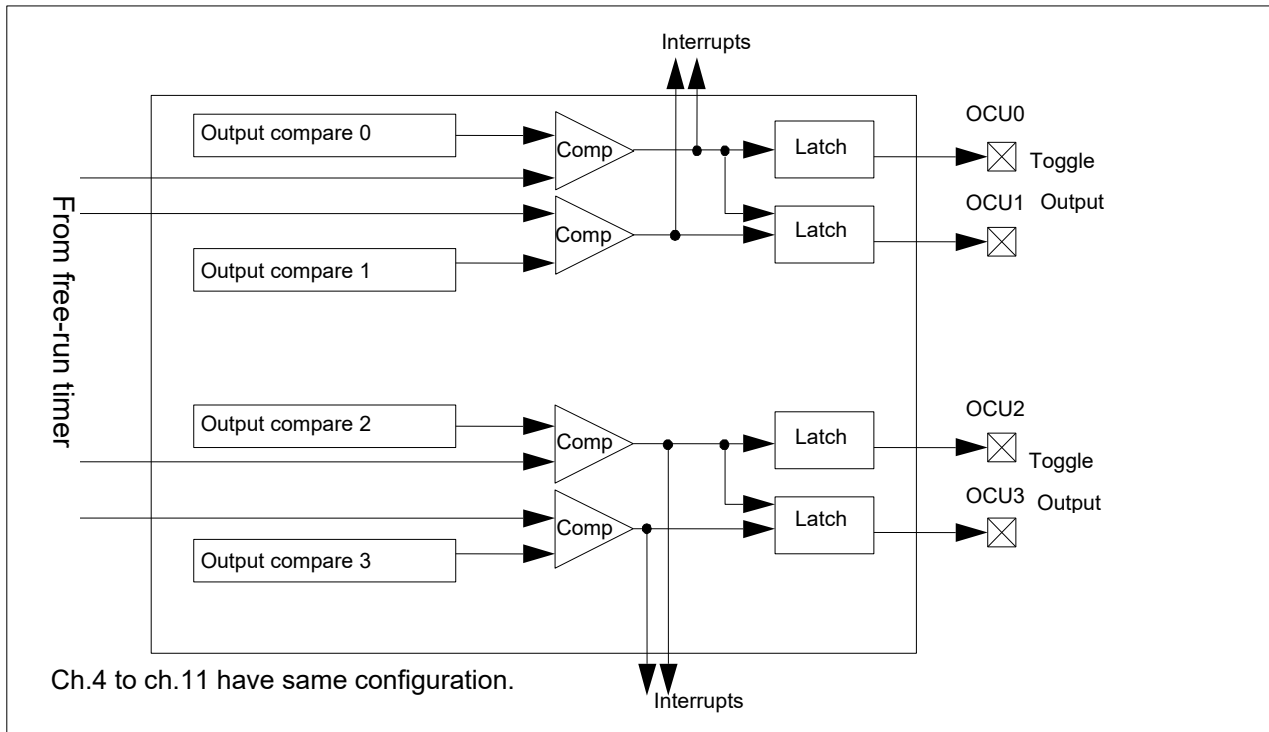 Interrupts
Output compare 0
Comp
Latch
OCU0
Toggle
From free-run timer
Comp
Latch
OCU1
Output
Output compare 1
Output compare 2
Comp
Latch
OCU2
Toggle
Comp
Latch
OCU3
Output
Output compare 3
Ch.4 to ch.11 have same configuration.
Interrupts